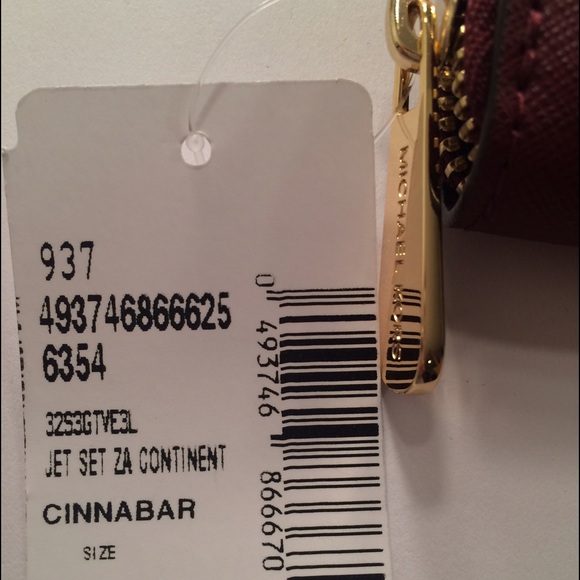 937
493746866625
6354
32S3GTVE3L
JET SET ZA CONTINENT
CINNABAR
SIZE
0 493746 866670
MICHAEL KORS